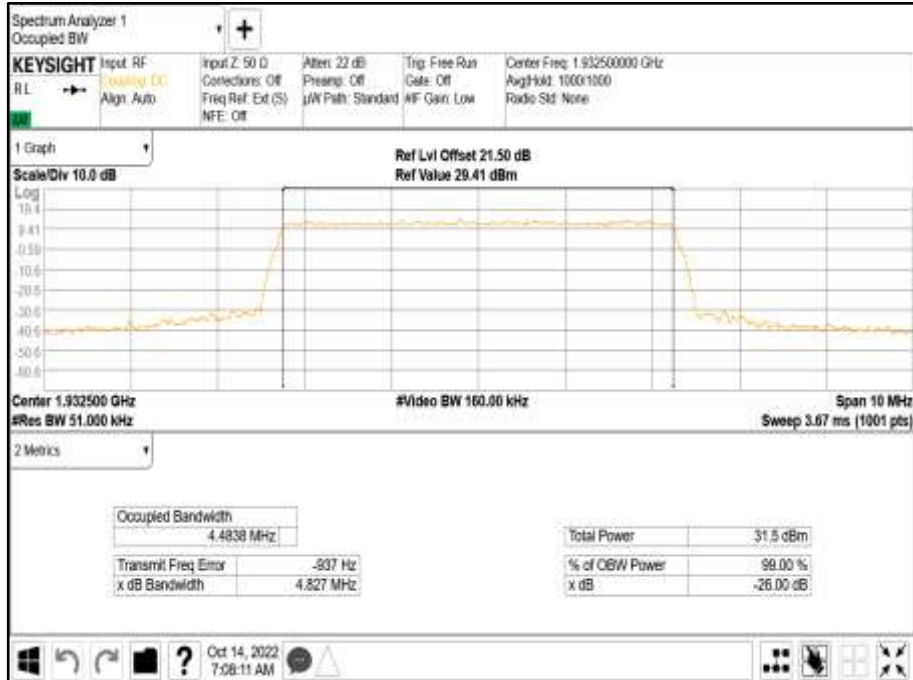 Spectrum Analyzer 1
Occupied BW
KEYSIGHT
Input: RF
Coupling: DC
Align: Auto
RL
Input Z: 50 Ω
Corrections: Off
Freq Ref: Ext (S)
NFE: Off
Atten: 22 dB
Preamp: Off
µW Path: Standard
Trig: Free Run
Gate: Off
#IF Gain: Low
Center Freq: 1.932500000 GHz
Avg|Hold: 1000/1000
Radio Std: None
1 Graph
Scale/Div 10.0 dB
Ref Lvl Offset 21.50 dB
Ref Value 29.41 dBm
Log
19.4
9.41
-0.59
-10.6
-20.6
-30.6
-40.6
-50.6
-60.6
Center 1.932500 GHz
#Video BW 160.00 kHz
Span 10 MHz
#Res BW 51.000 kHz
Sweep 3.67 ms (1001 pts)
2 Metrics
Occupied Bandwidth
4.4838 MHz
Transmit Freq Error -937 Hz
x dB Bandwidth 4.827 MHz
Total Power 31.5 dBm
% of OBW Power 99.00 %
x dB -26.00 dB
?
Oct 14, 2022
7:08:11 AM